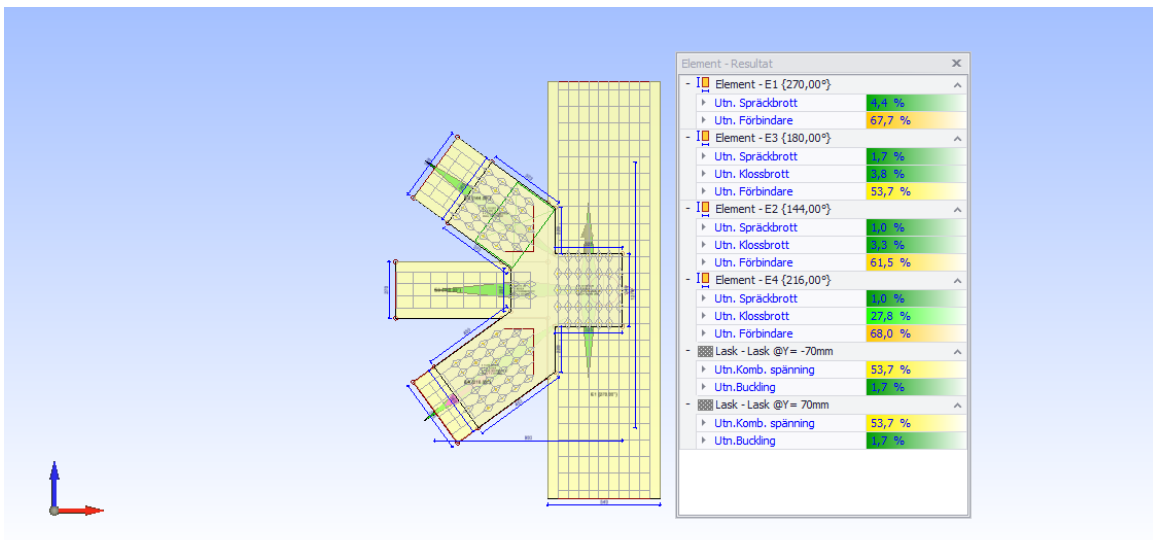 Element - Resultat
Element - E1 {270,00°}
Utn. Spräckbrott 4,4 %
Utn. Förbindare 67,7 %
Element - E3 {180,00°}
Utn. Spräckbrott 1,7 %
Utn. Klossbrott 3,8 %
Utn. Förbindare 53,7 %
Element - E2 {144,00°}
Utn. Spräckbrott 1,0 %
Utn. Klossbrott 3,3 %
Utn. Förbindare 61,5 %
Element - E4 {216,00°}
Utn. Spräckbrott 1,0 %
Utn. Klossbrott 27,8 %
Utn. Förbindare 68,0 %
Lask - Lask @Y= -70mm
Utn.Komb. spänning 53,7 %
Utn.Buckling 1,7 %
Lask - Lask @Y= 70mm
Utn.Komb. spänning 53,7 %
Utn.Buckling 1,7 %